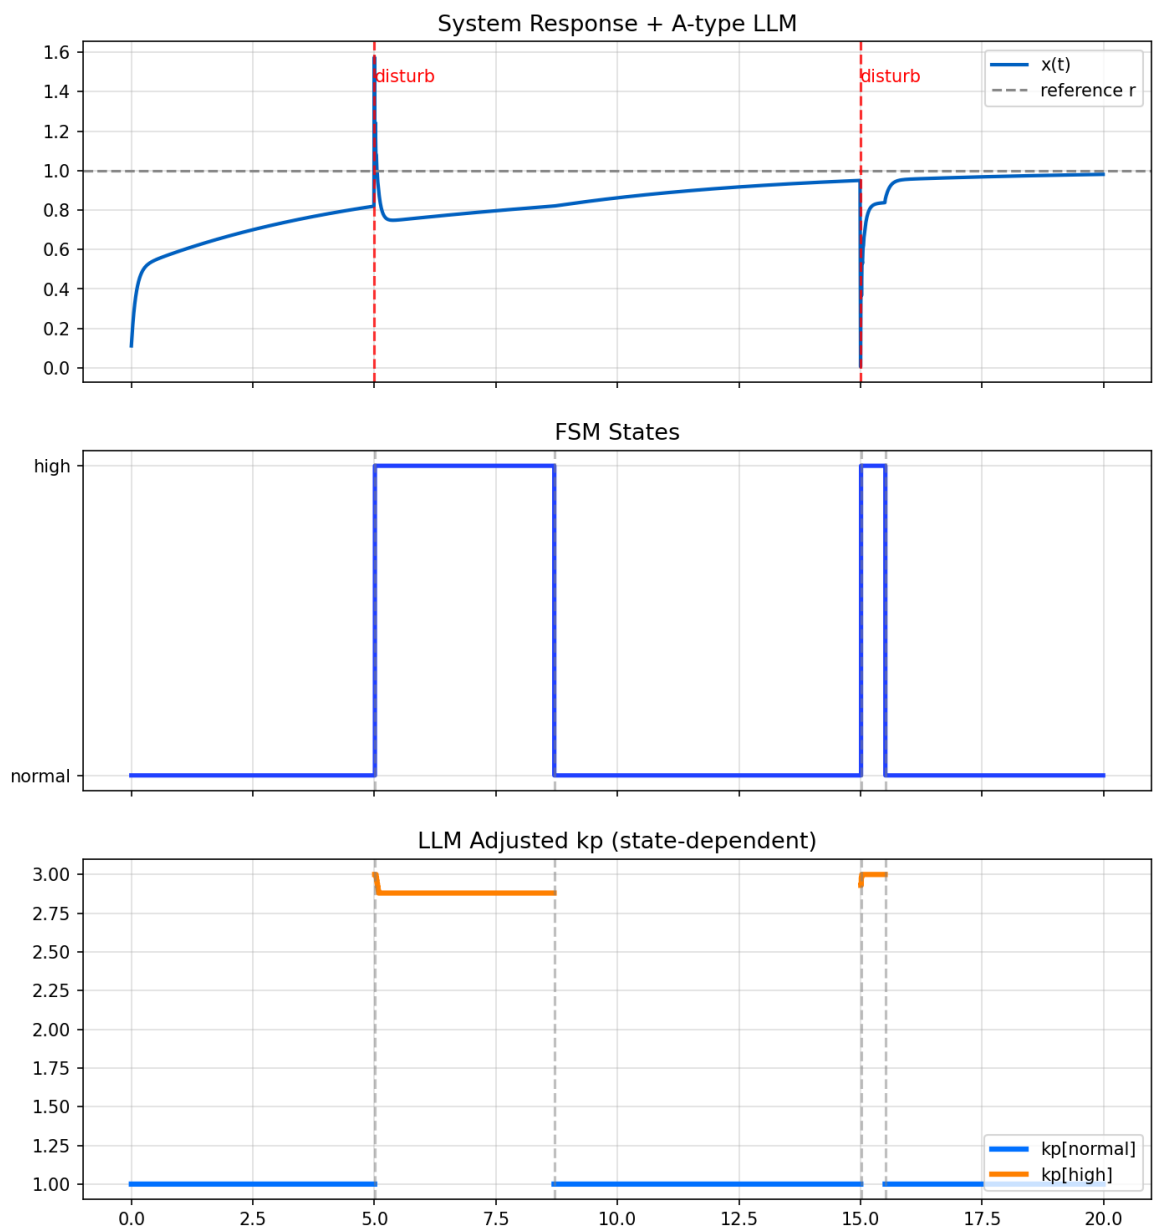 System Response + A-type LLM
1.6
1.4
1.2
1.0
0.8
0.6
0.4
0.2
0.0
disturb
disturb
x(t)
reference r
FSM States
high
normal
LLM Adjusted kp (state-dependent)
3.00
2.75
2.50
2.25
2.00
1.75
1.50
1.25
1.00
kp[normal]
kp[high]
0.0 2.5 5.0 7.5 10.0 12.5 15.0 17.5 20.0